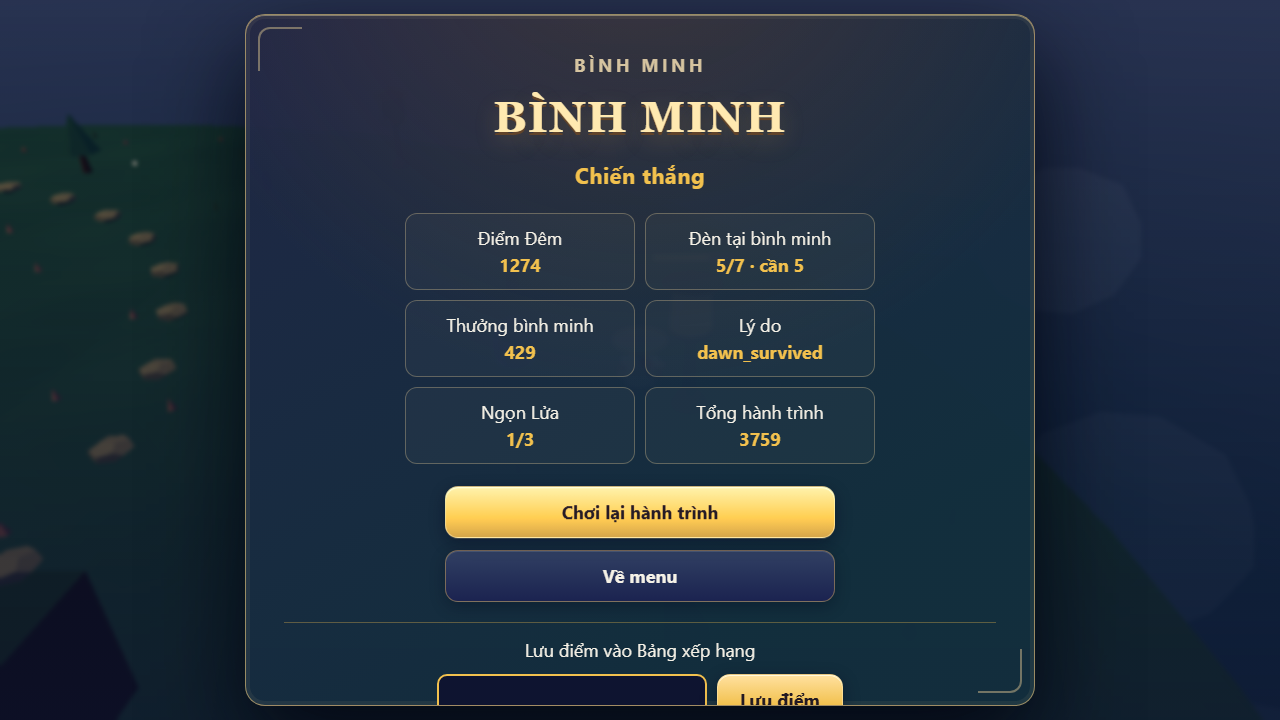 BÌNH MINH
BÌNH MINH
Chiến thắng
Điểm Đêm
1274
Đèn tại bình minh
5/7 · cần 5
Thưởng bình minh
429
Lý do
dawn_survived
Ngọn Lửa
1/3
Tổng hành trình
3759
Chơi lại hành trình
Về menu
Lưu điểm vào Bảng xếp hạng
Lưu điểm